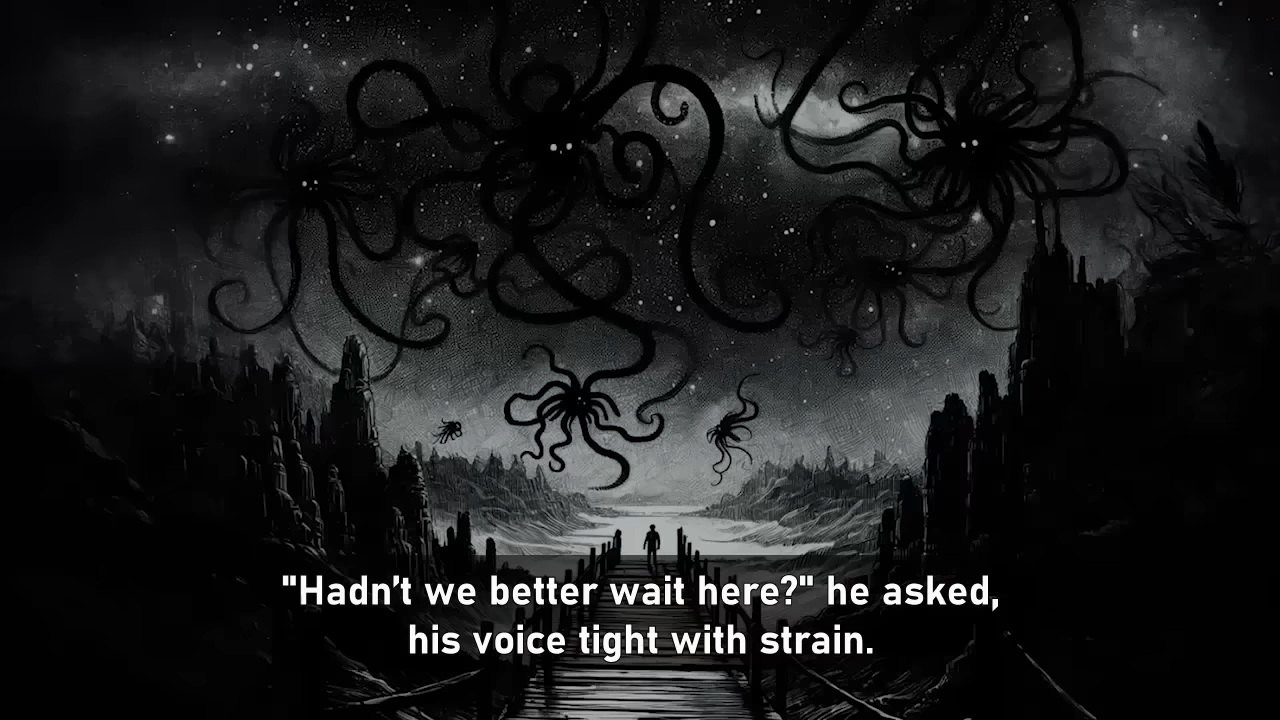 "Hadn’t we better wait here?" he asked,
his voice tight with strain.